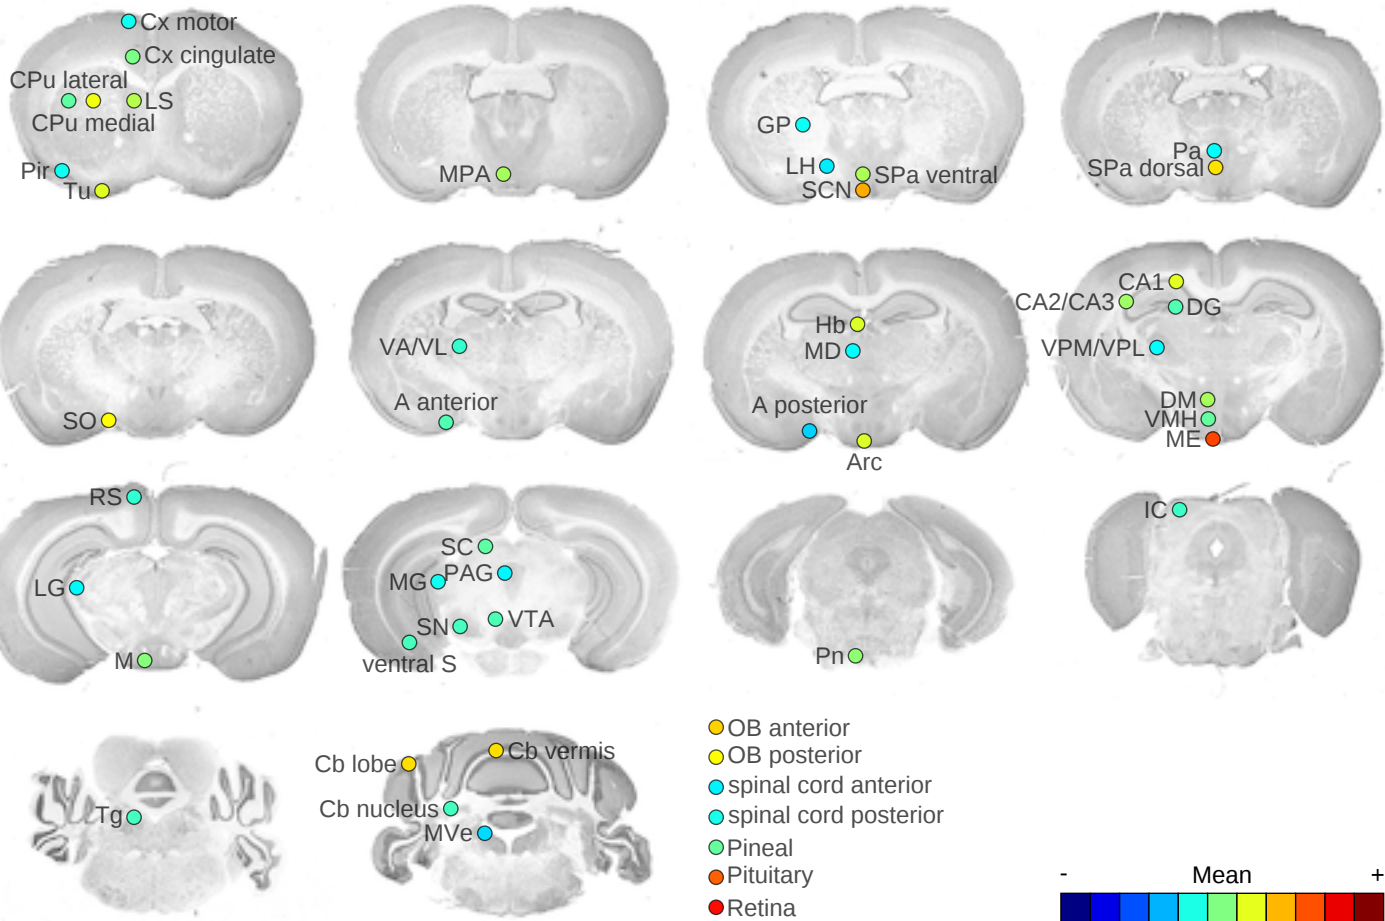 Cx motor
Cx cingulate
CPu lateral
LS
CPu medial
Pir
Tu
MPA
GP
LH
SPa ventral
SCN
Pa
SPa dorsal
SO
VA/VL
A anterior
Hb
MD
A posterior
Arc
CA1
CA2/CA3
DG
VPM/VPL
DM
VMH
ME
RS
LG
M
SC
MG
PAG
SN
VTA
ventral S
Pn
IC
Tg
Cb lobe
Cb vermis
Cb nucleus
MVe
OB anterior
OB posterior
spinal cord anterior
spinal cord posterior
Pineal
Pituitary
Retina
- Mean +